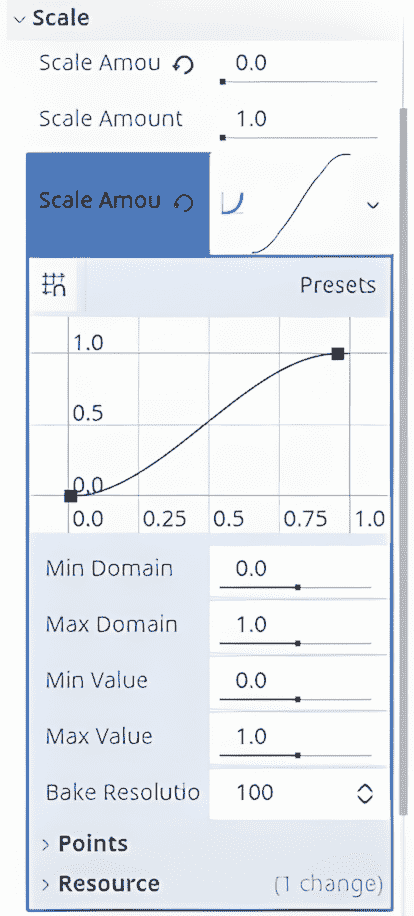 Scale
Scale Amou 0.0
Scale Amount 1.0
Scale Amou
Presets
1.0
0.5
0.0
0.0 0.25 0.5 0.75 1.0
Min Domain 0.0
Max Domain 1.0
Min Value 0.0
Max Value 1.0
Bake Resolutio 100
Points
Resource (1 change)